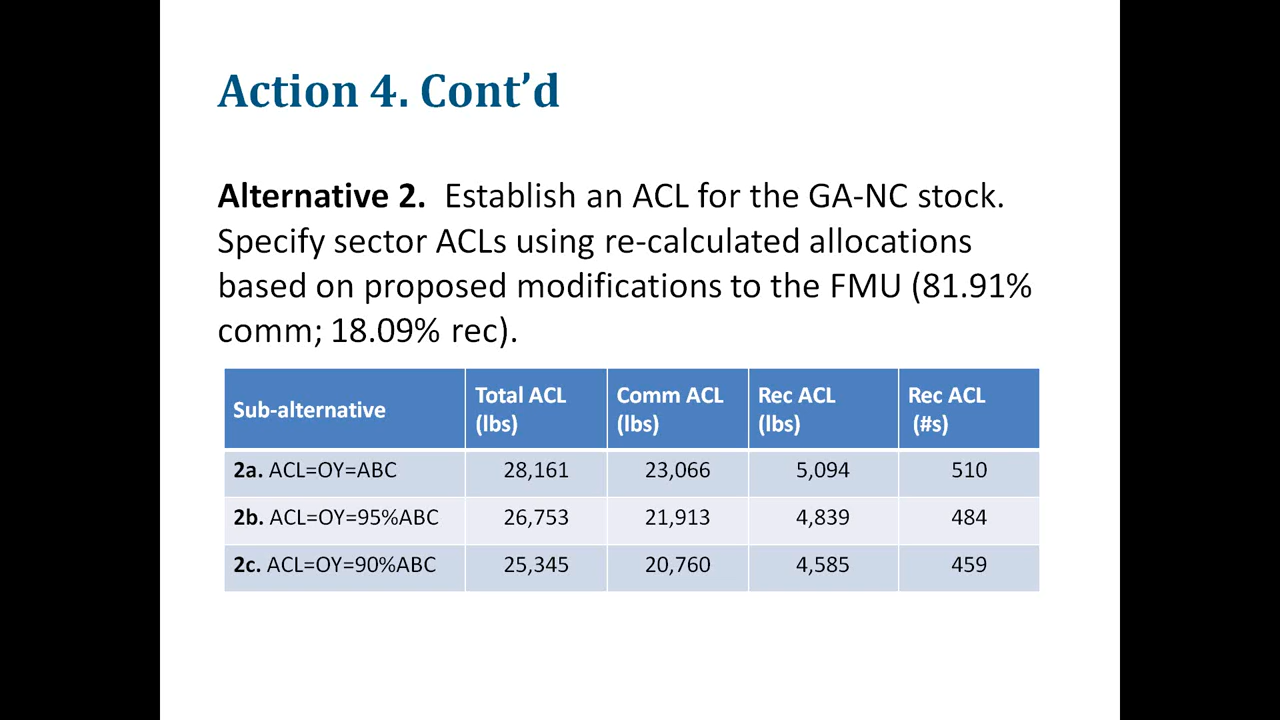 Action 4. Cont’d
Alternative 2.  Establish an ACL for the GA-NC stock.
Specify sector ACLs using re-calculated allocations
based on proposed modifications to the FMU (81.91%
comm; 18.09% rec).
Sub-alternative Total ACL (lbs) Comm ACL (lbs) Rec ACL (lbs) Rec ACL (#s)
2a. ACL=OY=ABC 28,161 23,066 5,094 510
2b. ACL=OY=95%ABC 26,753 21,913 4,839 484
2c. ACL=OY=90%ABC 25,345 20,760 4,585 459